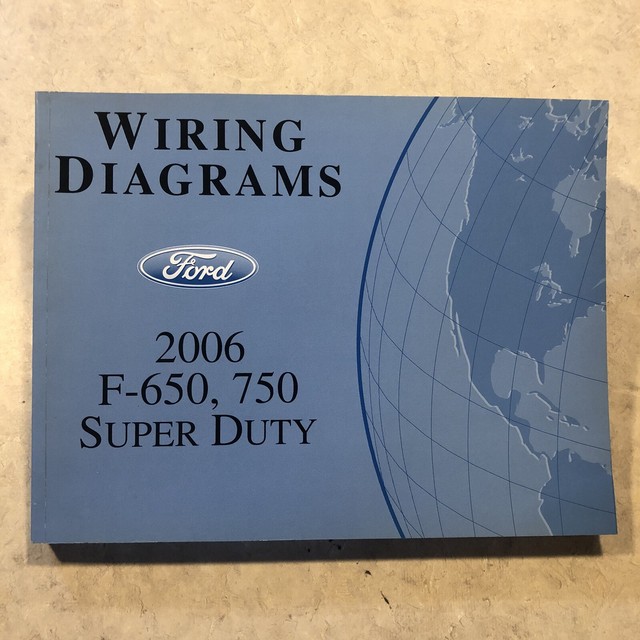 WIRING
DIAGRAMS
Ford
2006
F-650, 750
SUPER DUTY